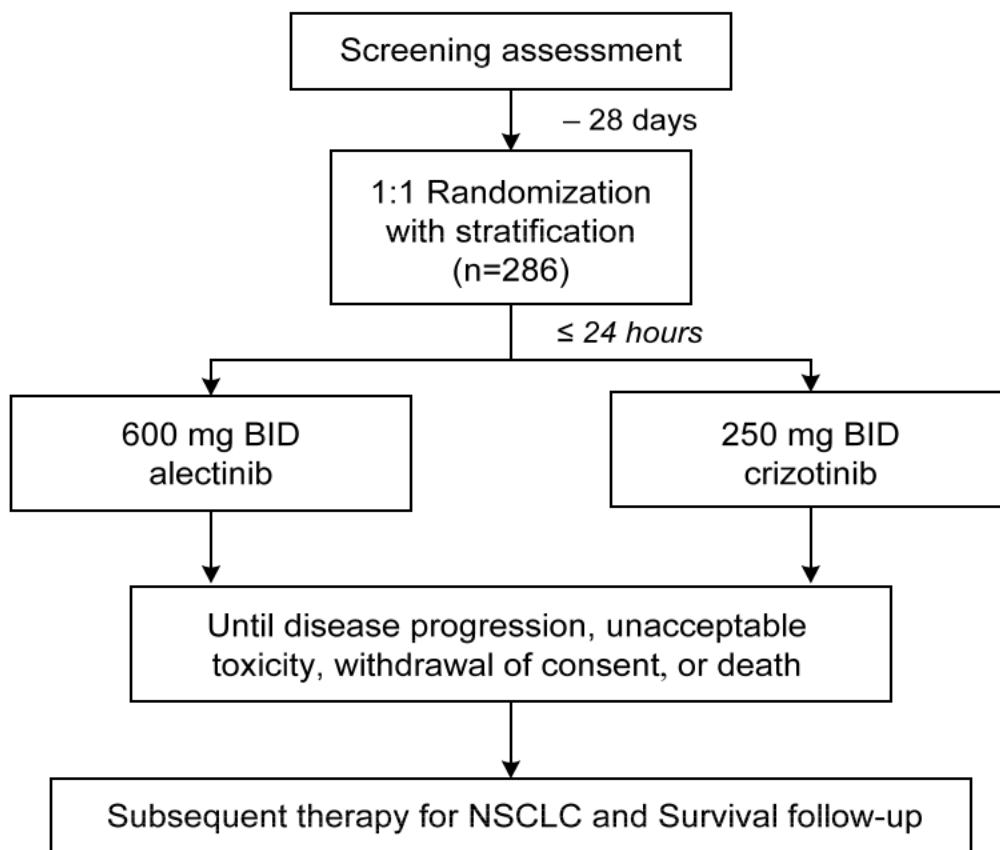 Screening assessment
– 28 days
1:1 Randomization
with stratification
(n=286)
≤ 24 hours
600 mg BID
alectinib
250 mg BID
crizotinib
Until disease progression, unacceptable
toxicity, withdrawal of consent, or death
Subsequent therapy for NSCLC and Survival follow-up